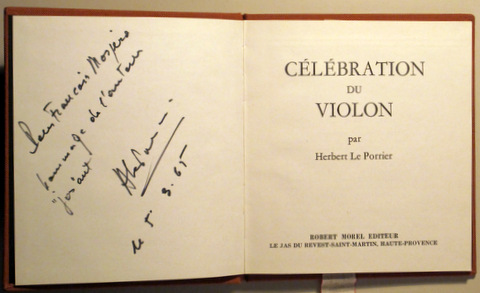 Pour François
hommage de l'auteur
le 5. 3. 65
CÉLÉBRATION
DU
VIOLON
par
Herbert Le Porrier
ROBERT MOREL EDITEUR
LE JAS DU REVEST-SAINT-MARTIN, HAUTE-PROVENCE